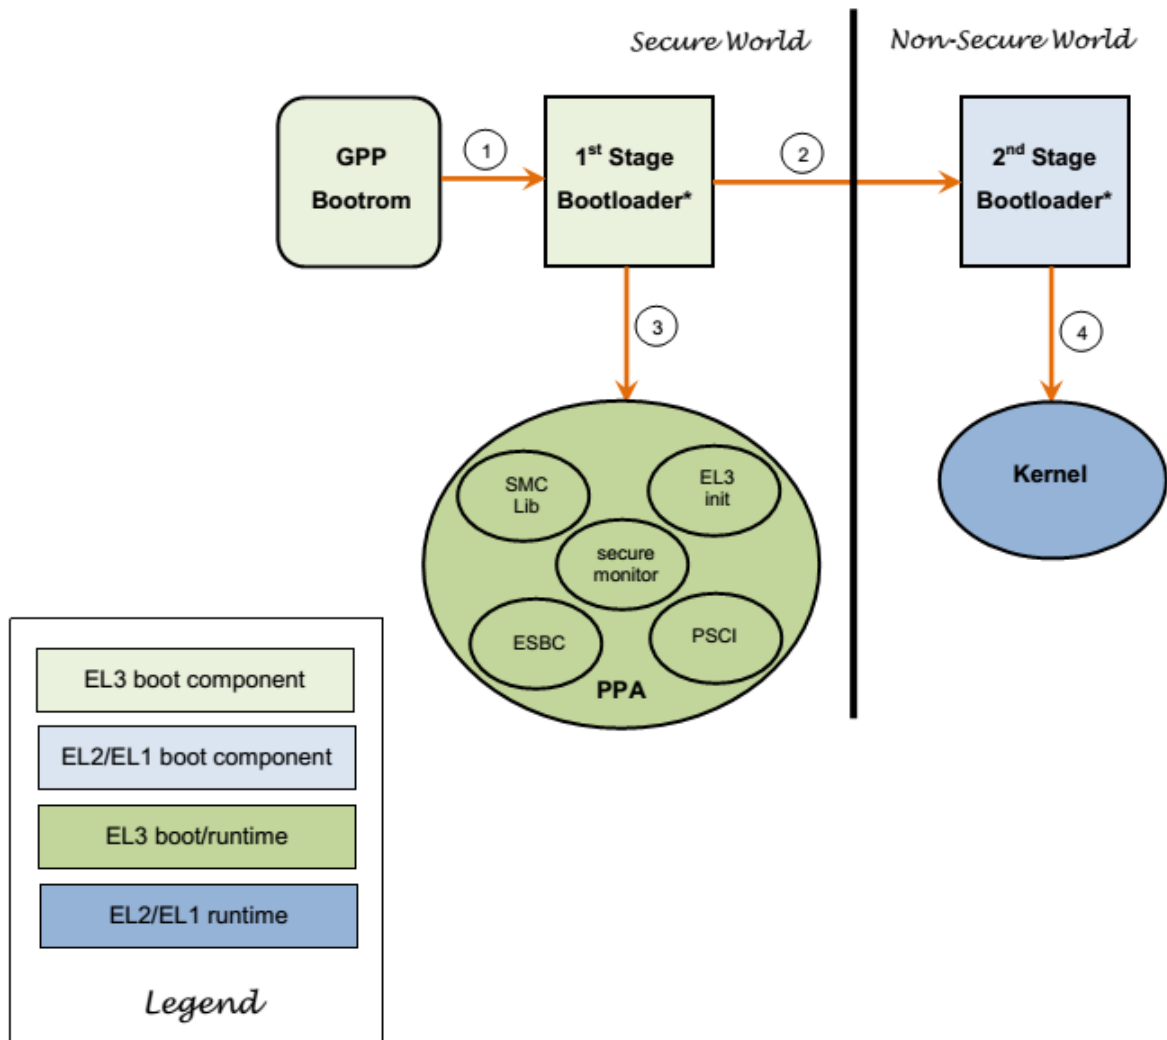 Secure World
Non-Secure World
GPP
Bootrom
1
1st Stage
Bootloader*
2
2nd Stage
Bootloader*
3
4
SMC
Lib
EL3
init
secure
monitor
ESBC
PSCI
PPA
Kernel
EL3 boot component
EL2/EL1 boot component
EL3 boot/runtime
EL2/EL1 runtime
Legend